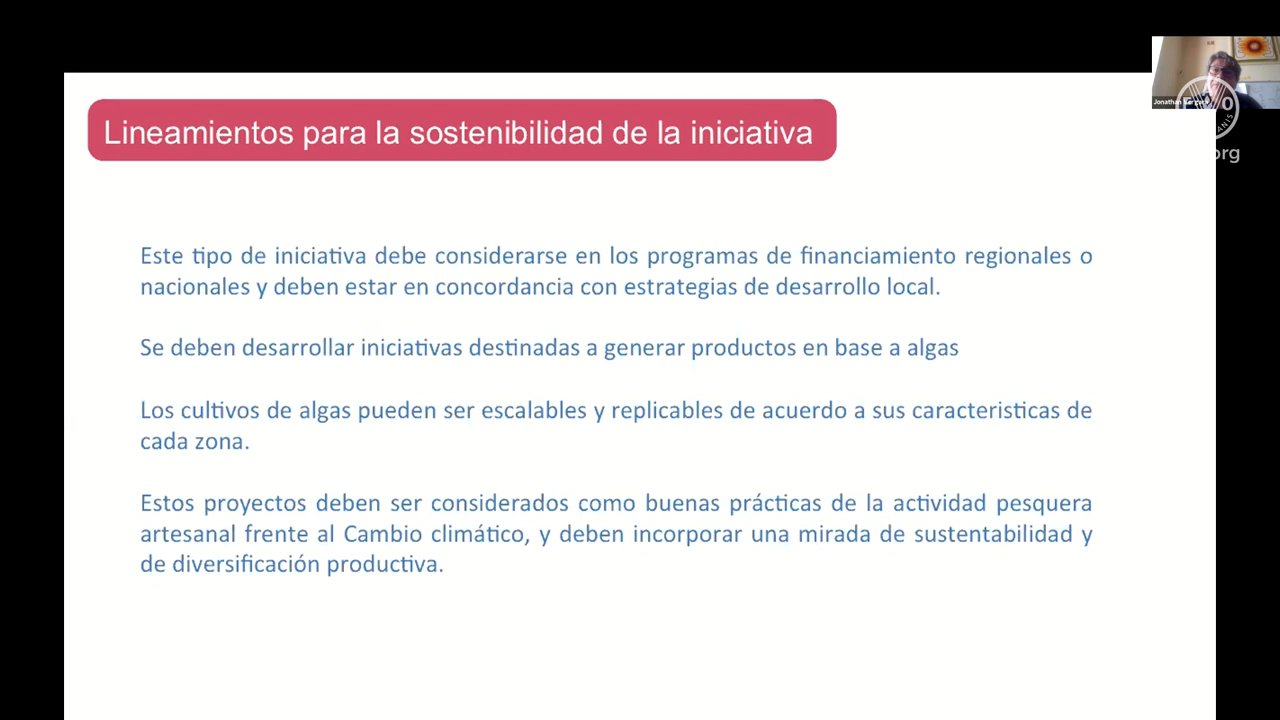 Lineamientos para la sostenibilidad de la iniciativa
Este tipo de iniciativa debe considerarse en los programas de financiamiento regionales o
nacionales y deben estar en concordancia con estrategias de desarrollo local.
Se deben desarrollar iniciativas destinadas a generar productos en base a algas
Los cultivos de algas pueden ser escalables y replicables de acuerdo a sus caracteristicas de
cada zona.
Estos proyectos deben ser considerados como buenas prácticas de la actividad pesquera
artesanal frente al Cambio climático, y deben incorporar una mirada de sustentabilidad y
de diversificación productiva.
Jonathan
org